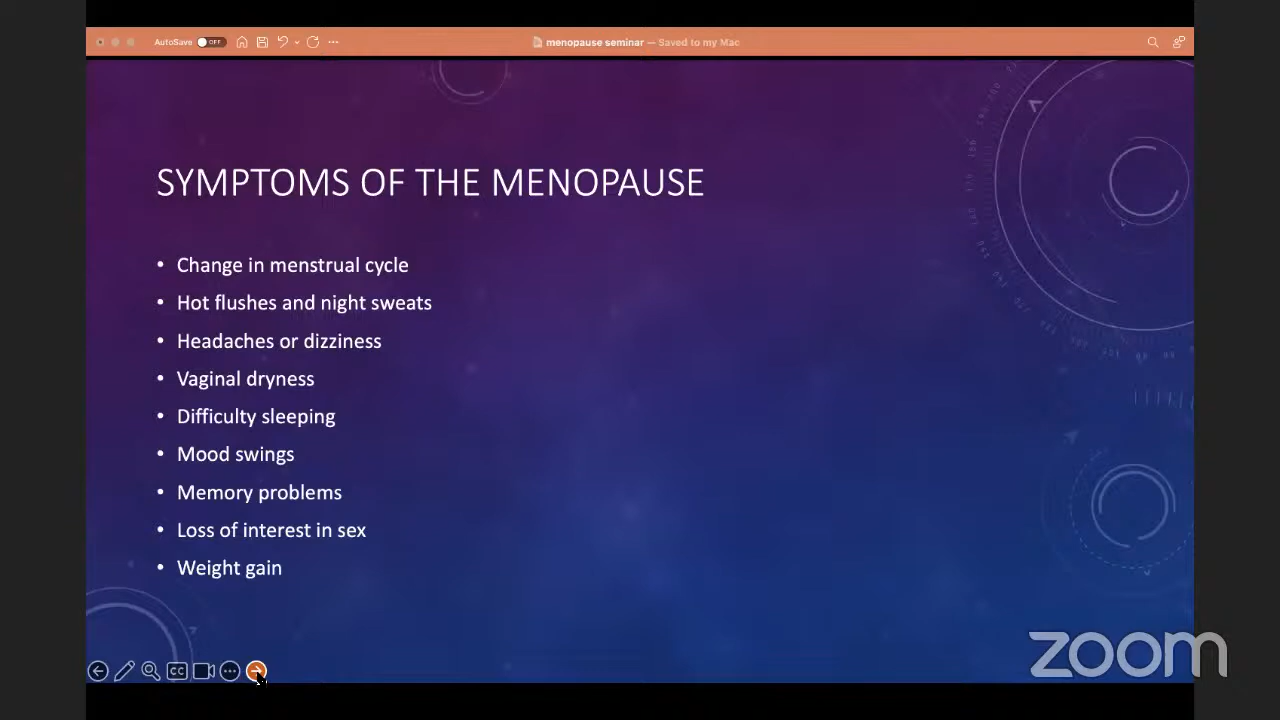 AutoSave OFF
menopause seminar — Saved to my Mac
SYMPTOMS OF THE MENOPAUSE
• Change in menstrual cycle
• Hot flushes and night sweats
• Headaches or dizziness
• Vaginal dryness
• Difficulty sleeping
• Mood swings
• Memory problems
• Loss of interest in sex
• Weight gain
CC
zoom